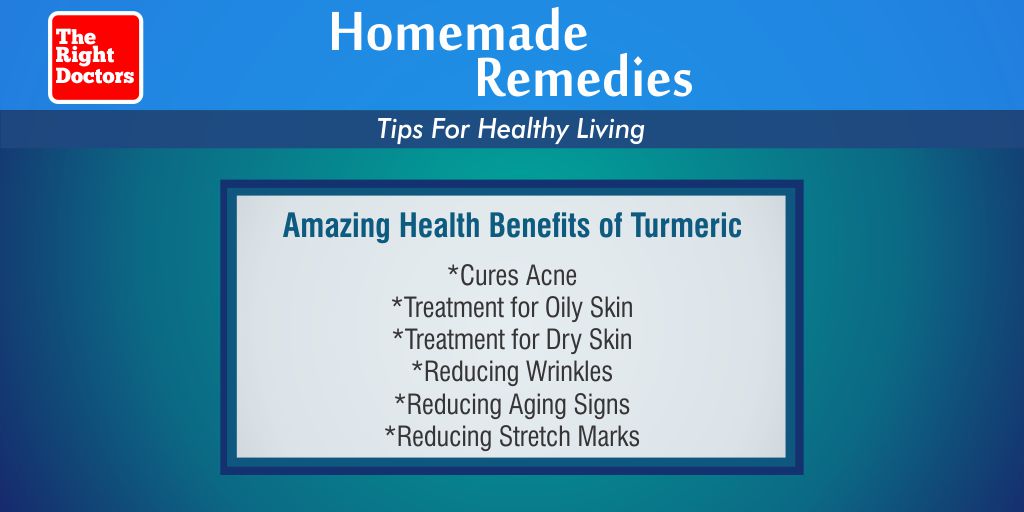 The
Right
Doctors
Homemade
Remedies
Tips For Healthy Living
Amazing Health Benefits of Turmeric
*Cures Acne
*Treatment for Oily Skin
*Treatment for Dry Skin
*Reducing Wrinkles
*Reducing Aging Signs
*Reducing Stretch Marks